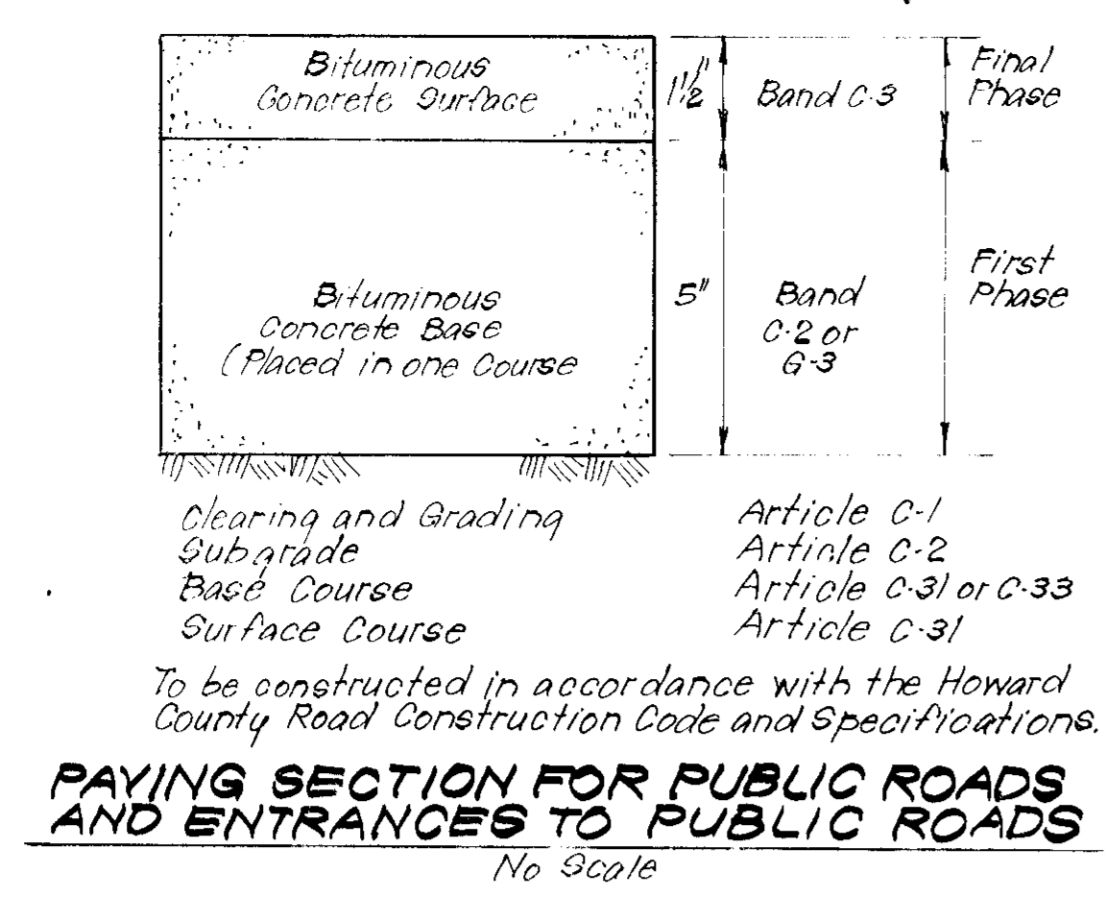 Bituminous
Concrete Surface
1½"
Band C-3
Final
Phase
Bituminous
Concrete Base
(Placed in one Course
5"
Band
C-2 or
G-3
First
Phase
Clearing and Grading Article C-1
Subgrade Article C-2
Base Course Article C-31 or C-33
Surface Course Article C-31
To be constructed in accordance with the Howard
County Road Construction Code and Specifications.
PAVING SECTION FOR PUBLIC ROADS
AND ENTRANCES TO PUBLIC ROADS
No Scale